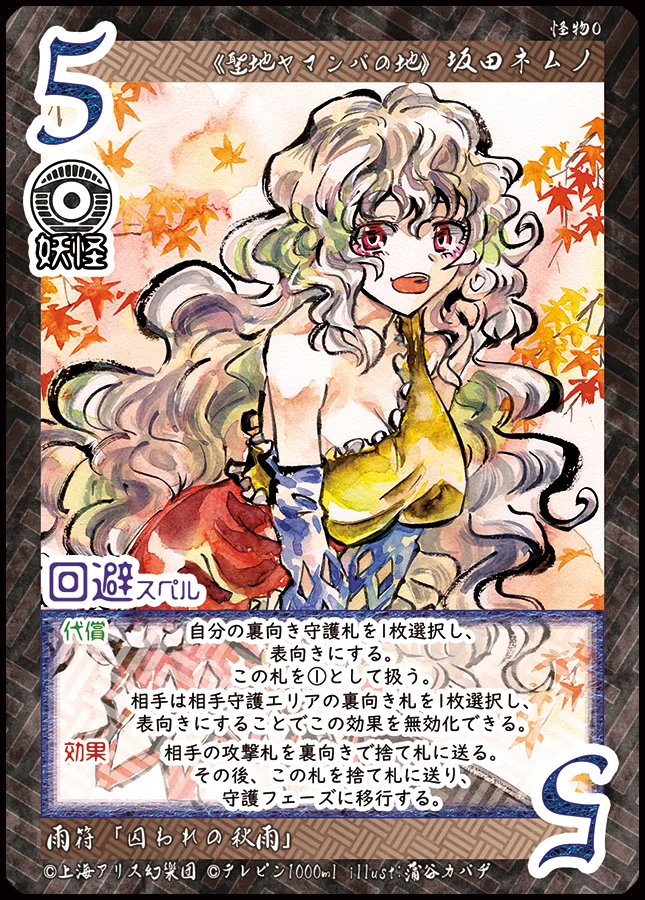 怪物0
5
《聖地ヤマンバの地》 坂田ネムノ
妖怪
回避スペル
代償
自分の裏向き守護札を1枚選択し、
表向きにする。
この札を①として扱う。
相手は相手守護エリアの裏向き札を1枚選択し、
表向きにすることでこの効果を無効化できる。
効果
相手の攻撃札を裏向きで捨て札に送る。
その後、この札を捨て札に送り、
守護フェーズに移行する。
5
雨符「囚われの秋雨」
©上海アリス幻樂団 ©テレピン1000ml illust:蒲谷カバヂ